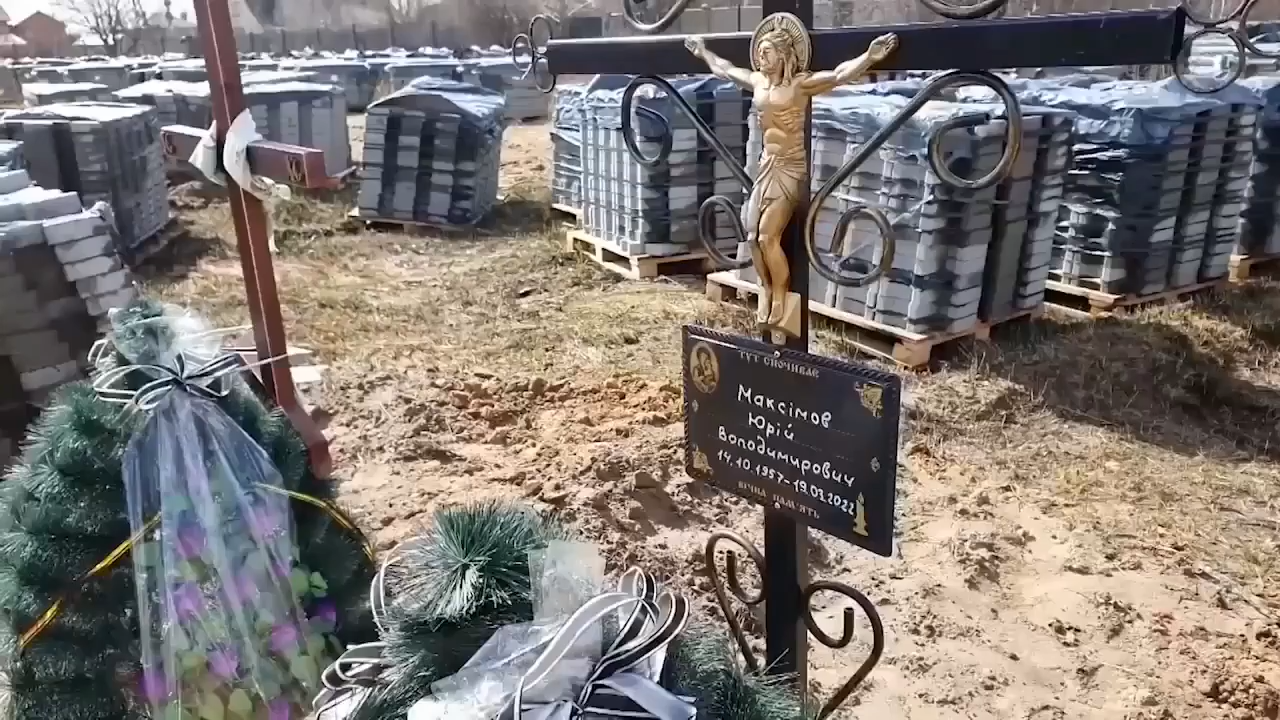 тут спочиває
Максімов
Юрій
Володимирович
14.10.1957-19.03.2022
вічна пам'ять